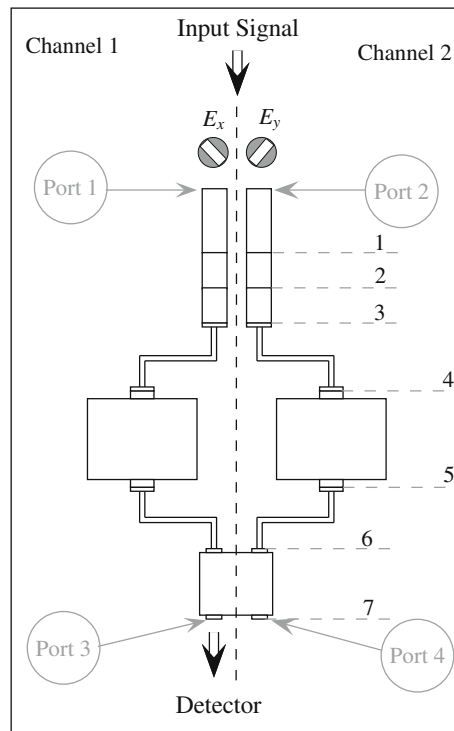 Input Signal
Channel 1
Channel 2
Ex
Ey
Port 1
Port 2
1
2
3
4
5
6
7
Port 3
Port 4
Detector